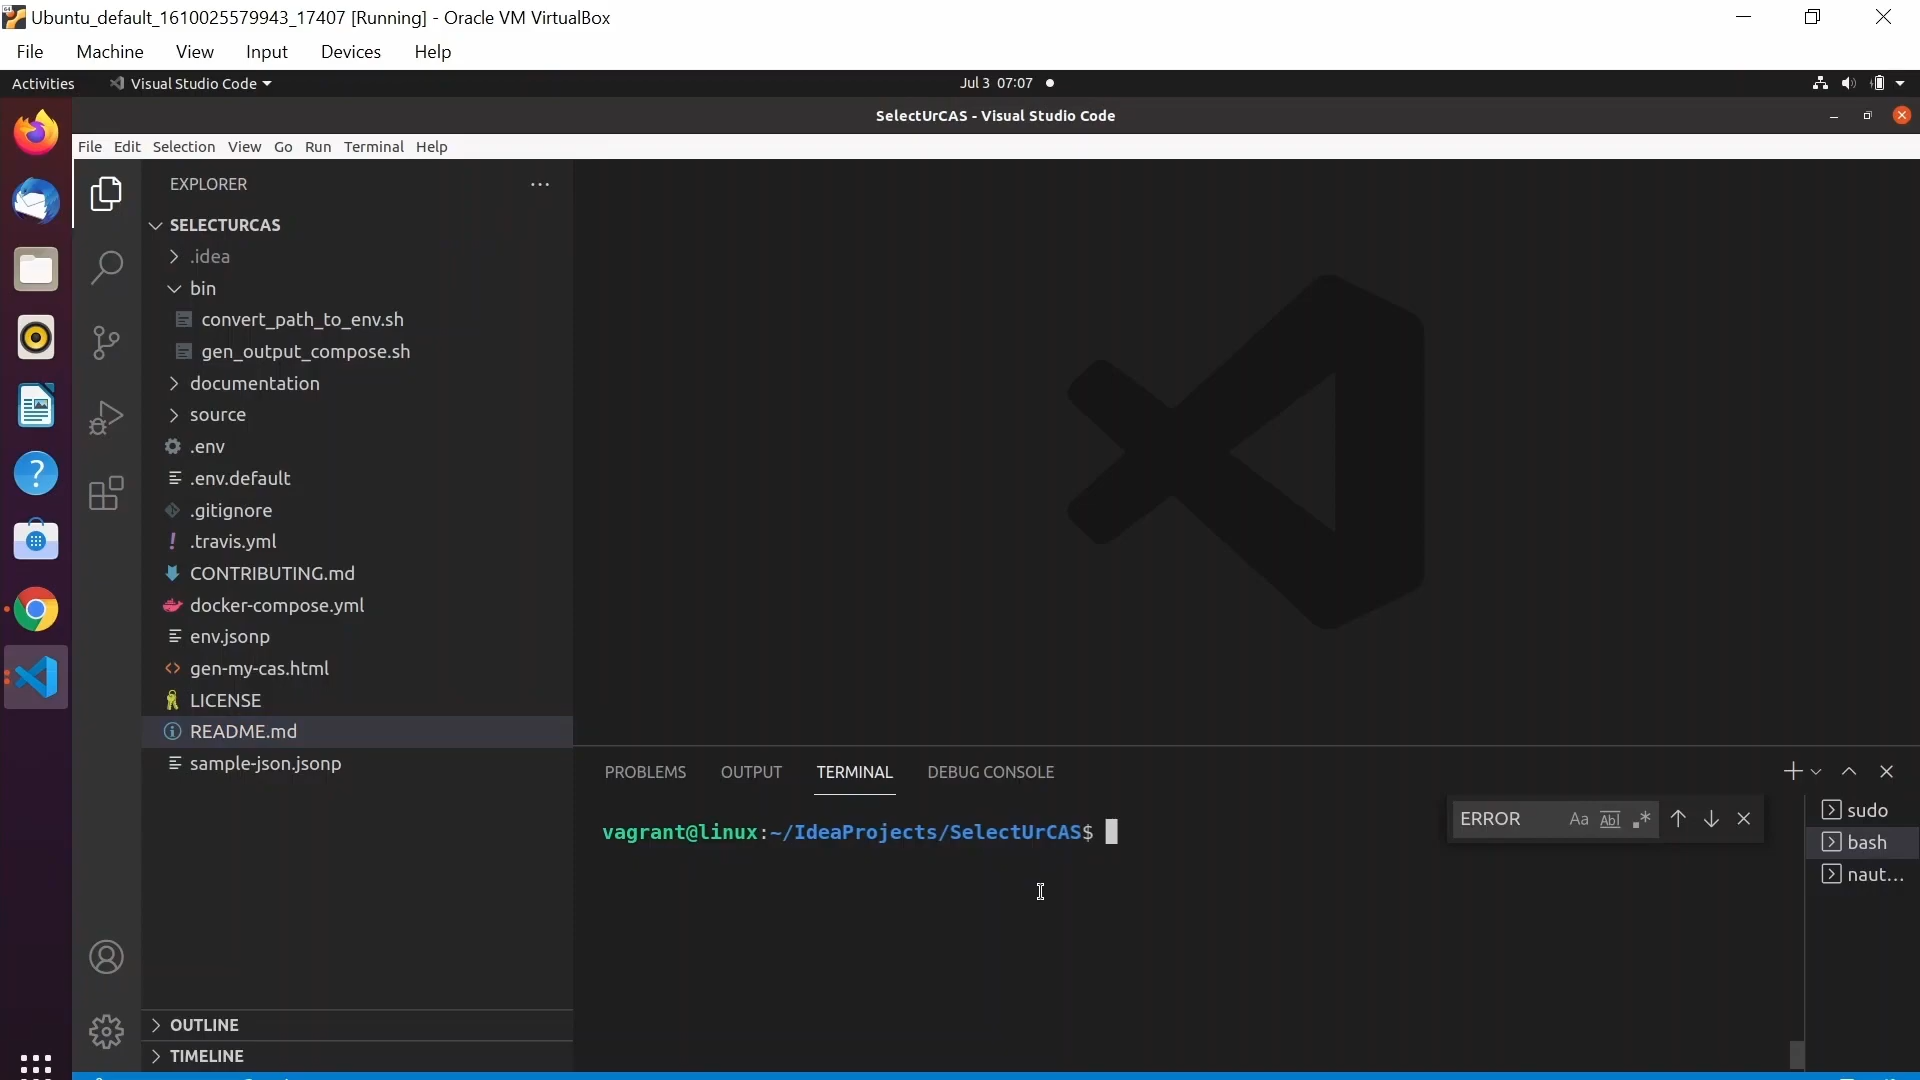 Ubuntu_default_1610025579943_17407 [Running] - Oracle VM VirtualBox
File Machine View Input Devices Help
Activities Visual Studio Code Jul 3 07:07
SelectUrCAS - Visual Studio Code
File Edit Selection View Go Run Terminal Help
EXPLORER
SELECTURCAS
.idea
bin
convert_path_to_env.sh
gen_output_compose.sh
documentation
source
.env
.env.default
.gitignore
.travis.yml
CONTRIBUTING.md
docker-compose.yml
env.jsonp
gen-my-cas.html
LICENSE
README.md
sample-json.jsonp
OUTLINE
TIMELINE
PROBLEMS OUTPUT TERMINAL DEBUG CONSOLE
vagrant@linux:~/IdeaProjects/SelectUrCAS$
ERROR Aa Abl .*
sudo
bash
naut...